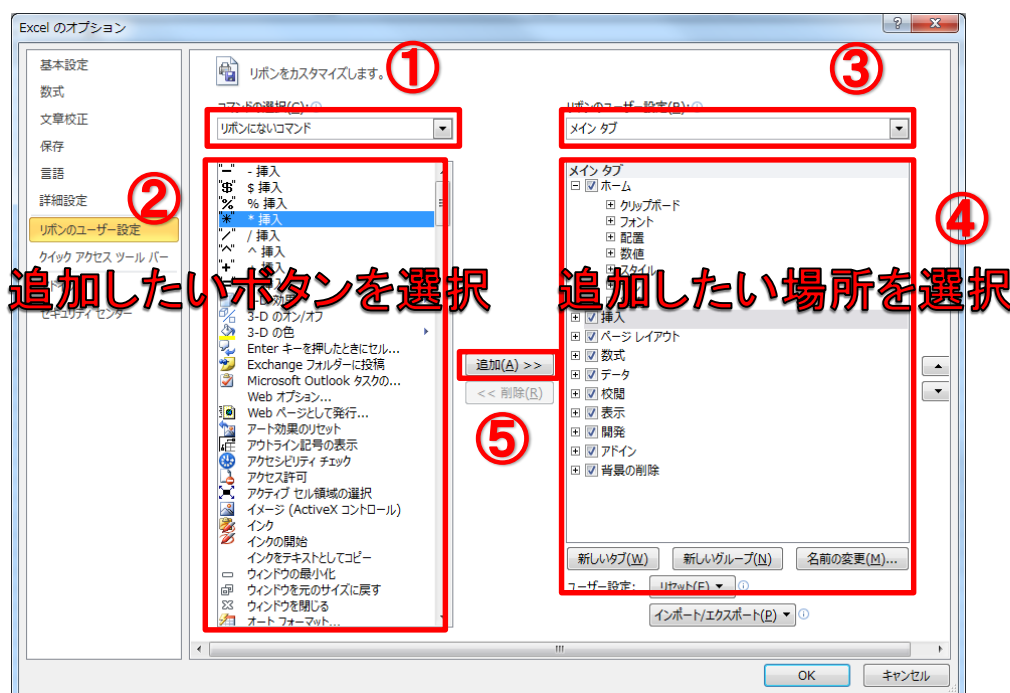 Excel のオプション
基本設定
数式
文章校正
保存
言語
詳細設定
リボンのユーザー設定
クイック アクセス ツール バー
セキュリティ センター
リボンをカスタマイズします。
①
②
③
④
⑤
コマンドの選択(C):
リボンにないコマンド
"−" - 挿入
"$" $ 挿入
"%" % 挿入
"*" * 挿入
"/" / 挿入
"^" ^ 挿入
"+"
追加したいボタンを選択
3-D のオン/オフ
3-D の色
Enter キーを押したときにセル...
Exchange フォルダーに投稿
Microsoft Outlook タスクの...
Web オプション...
Web ページとして発行...
アート効果のリセット
アウトライン記号の表示
アクセシビリティ チェック
アクセス許可
アクティブ セル領域の選択
イメージ (ActiveX コントロール)
インク
インクの開始
インクをテキストとしてコピー
ウィンドウの最小化
ウィンドウを元のサイズに戻す
ウィンドウを閉じる
オート フォーマット...
追加(A) >>
<< 削除(R)
リボンのユーザー設定(B):
メイン タブ
メイン タブ
ホーム
クリップボード
フォント
配置
数値
スタイル
追加したい場所を選択
挿入
ページ レイアウト
数式
データ
校閲
表示
開発
アドイン
背景の削除
新しいタブ(W)
新しいグループ(N)
名前の変更(M)...
ユーザー設定:
リセット(E)
インポート/エクスポート(P)
OK
キャンセル